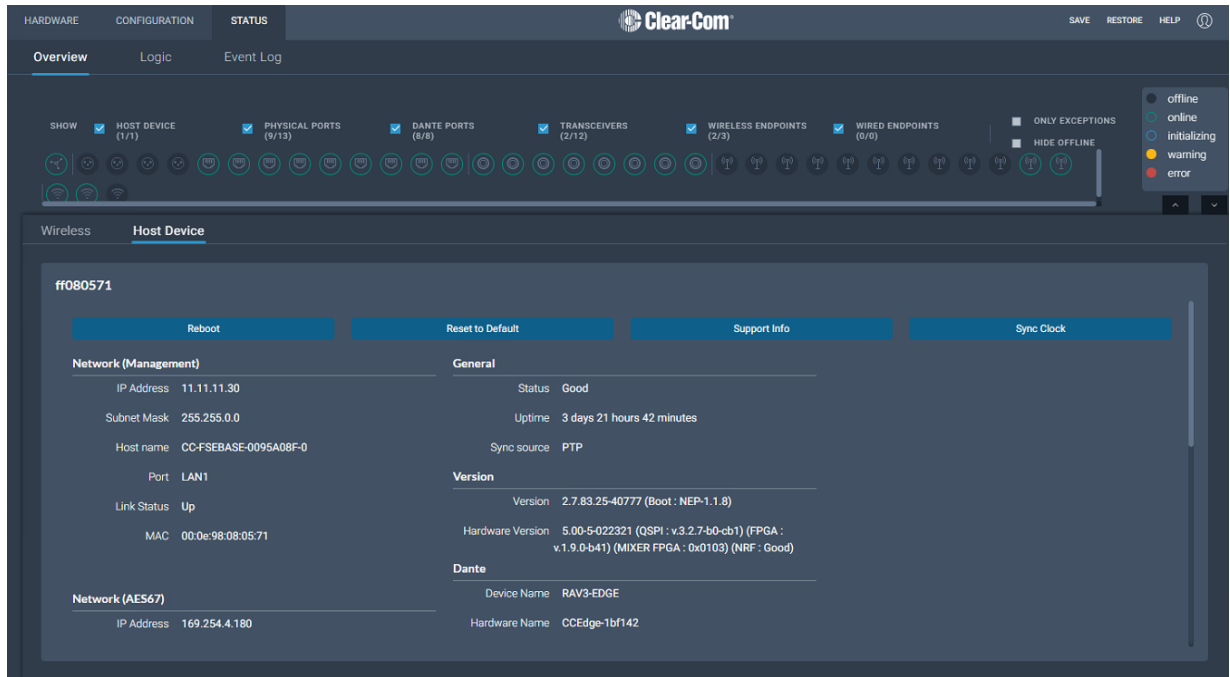 HARDWARE CONFIGURATION STATUS Clear-Com® SAVE RESTORE HELP
Overview Logic Event Log
offline
online
initializing
warning
error
SHOW HOST DEVICE PHYSICAL PORTS DANTE PORTS TRANSCEIVERS WIRELESS ENDPOINTS WIRED ENDPOINTS ONLY EXCEPTIONS
(1/1) (9/13) (8/8) (2/12) (2/3) (0/0)
HIDE OFFLINE
Wireless Host Device
ff080571
Reboot Reset to Default Support Info Sync Clock
Network (Management)
IP Address 11.11.11.30
Subnet Mask 255.255.0.0
Host name CC-FSEBASE-0095A08F-0
Port LAN1
Link Status Up
MAC 00:0e:98:08:05:71
Network (AES67)
IP Address 169.254.4.180
General
Status Good
Uptime 3 days 21 hours 42 minutes
Sync source PTP
Version
Version 2.7.83.25-40777 (Boot : NEP-1.1.8)
Hardware Version 5.00-5-022321 (QSPI : v.3.2.7-b0-cb1) (FPGA :
v.1.9.0-b41) (MIXER FPGA : 0x0103) (NRF : Good)
Dante
Device Name RAV3-EDGE
Hardware Name CCEdge-1bf142